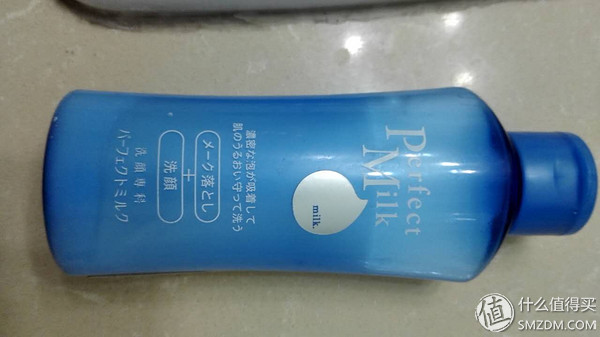 Perfect
Milk
milk.
濃密な泡が吸着して
肌のうるおい守って洗う
メーク落とし
+
洗顔
洗顔専科
パーフェクトミルク
值 什么值得买
SMZDM.COM